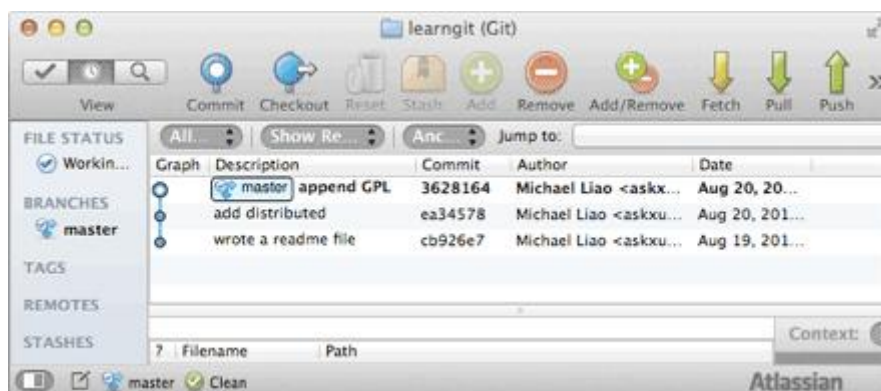 learngit (Git)
View Commit Checkout Reset Stash Add Remove Add/Remove Fetch Pull Push »
FILE STATUS
Workin...
BRANCHES
master
TAGS
REMOTES
STASHES
All... Show Re... Anc... Jump to:
Graph Description Commit Author Date
master append GPL 3628164 Michael Liao <askx... Aug 20, 20...
add distributed ea34578 Michael Liao <askxu... Aug 20, 201...
wrote a readme file cb926e7 Michael Liao <askxu... Aug 19, 201...
Context:
? Filename Path
master Clean Atlassian